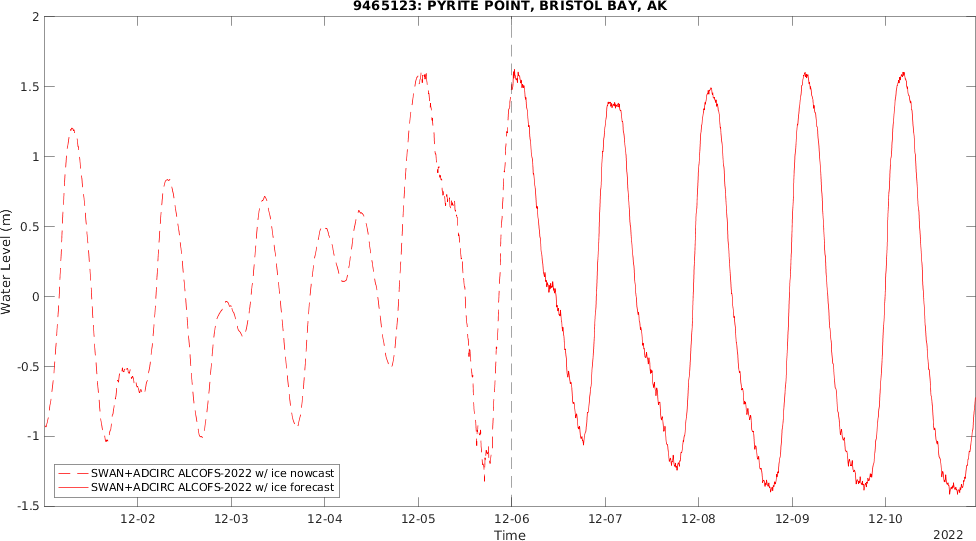 9465123: PYRITE POINT, BRISTOL BAY, AK
2
1.5
1
0.5
0
-0.5
-1
-1.5
Water Level (m)
SWAN+ADCIRC ALCOFS-2022 w/ ice nowcast
SWAN+ADCIRC ALCOFS-2022 w/ ice forecast
12-02 12-03 12-04 12-05 12-06 12-07 12-08 12-09 12-10
Time
2022